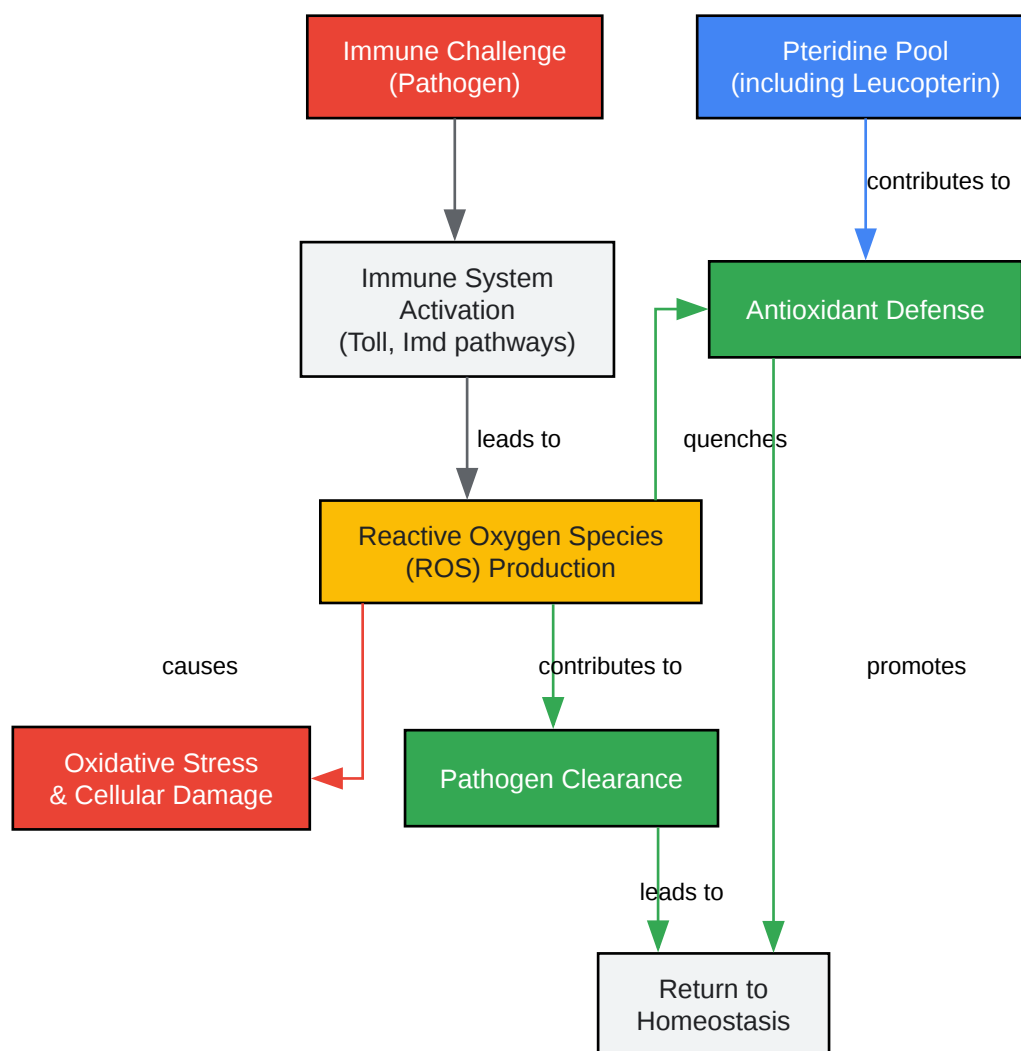 Immune Challenge
(Pathogen)
Pteridine Pool
(including Leucopterin)
contributes to
Immune System
Activation
(Toll, Imd pathways)
Antioxidant Defense
leads to
quenches
Reactive Oxygen Species
(ROS) Production
causes
contributes to
promotes
Oxidative Stress
& Cellular Damage
Pathogen Clearance
leads to
Return to
Homeostasis